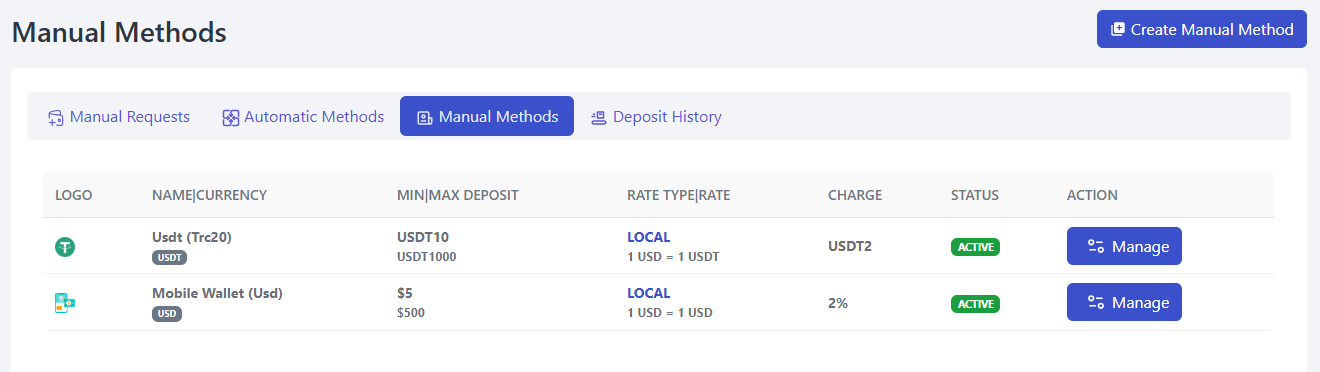 Manual Methods
Create Manual Method
Manual Requests
Automatic Methods
Manual Methods
Deposit History
LOGO NAME|CURRENCY MIN|MAX DEPOSIT RATE TYPE|RATE CHARGE STATUS ACTION
Usdt (Trc20) USDT10 LOCAL USDT2 ACTIVE Manage
USDT USDT1000 1 USD = 1 USDT
Mobile Wallet (Usd) $5 LOCAL 2% ACTIVE Manage
USD $500 1 USD = 1 USD